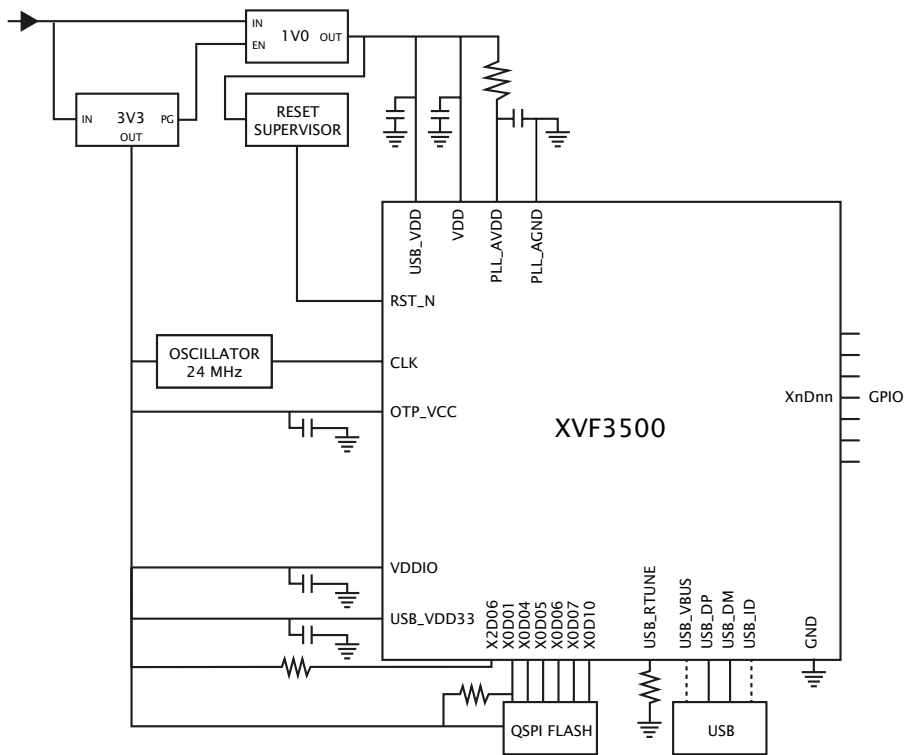 IN
1V0
OUT
EN
IN
3V3
PG
OUT
RESET
SUPERVISOR
USB_VDD
VDD
PLL_AVDD
PLL_AGND
RST_N
OSCILLATOR
24 MHz
CLK
XnDnn
GPIO
OTP_VCC
XVF3500
VDDIO
USB_VDD33
X2D06
X0D01
X0D04
X0D05
X0D06
X0D07
X0D10
USB_RTUNE
USB_VBUS
USB_DP
USB_DM
USB_ID
GND
QSPI FLASH
USB